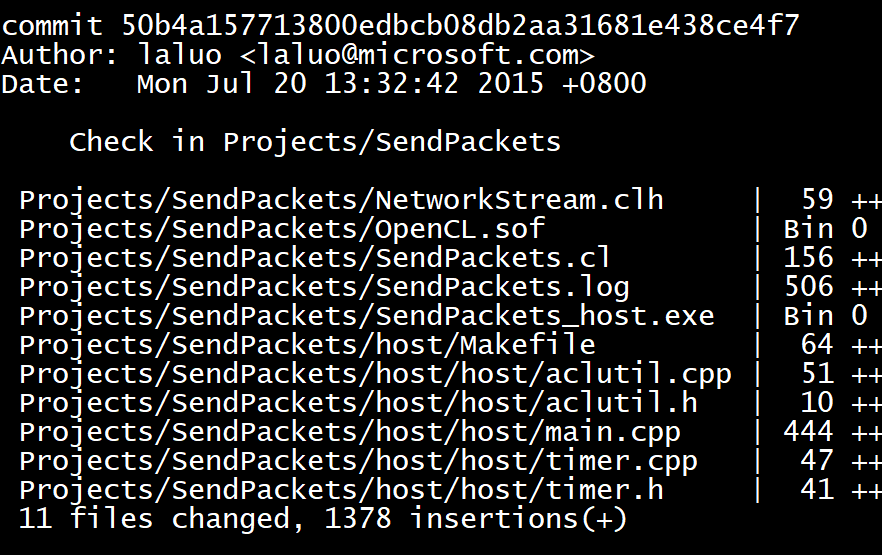 commit 50b4a157713800edbcb08db2aa31681e438ce4f7
Author: laluo <laluo@microsoft.com>
Date:   Mon Jul 20 13:32:42 2015 +0800
    Check in Projects/SendPackets
 Projects/SendPackets/NetworkStream.clh     |  59 ++
 Projects/SendPackets/OpenCL.sof            | Bin 0
 Projects/SendPackets/SendPackets.cl        | 156 ++
 Projects/SendPackets/SendPackets.log       | 506 ++
 Projects/SendPackets/SendPackets_host.exe  | Bin 0
 Projects/SendPackets/host/Makefile         |  64 ++
 Projects/SendPackets/host/host/aclutil.cpp |  51 ++
 Projects/SendPackets/host/host/aclutil.h   |  10 ++
 Projects/SendPackets/host/host/main.cpp    | 444 ++
 Projects/SendPackets/host/host/timer.cpp   |  47 ++
 Projects/SendPackets/host/host/timer.h     |  41 ++
 11 files changed, 1378 insertions(+)